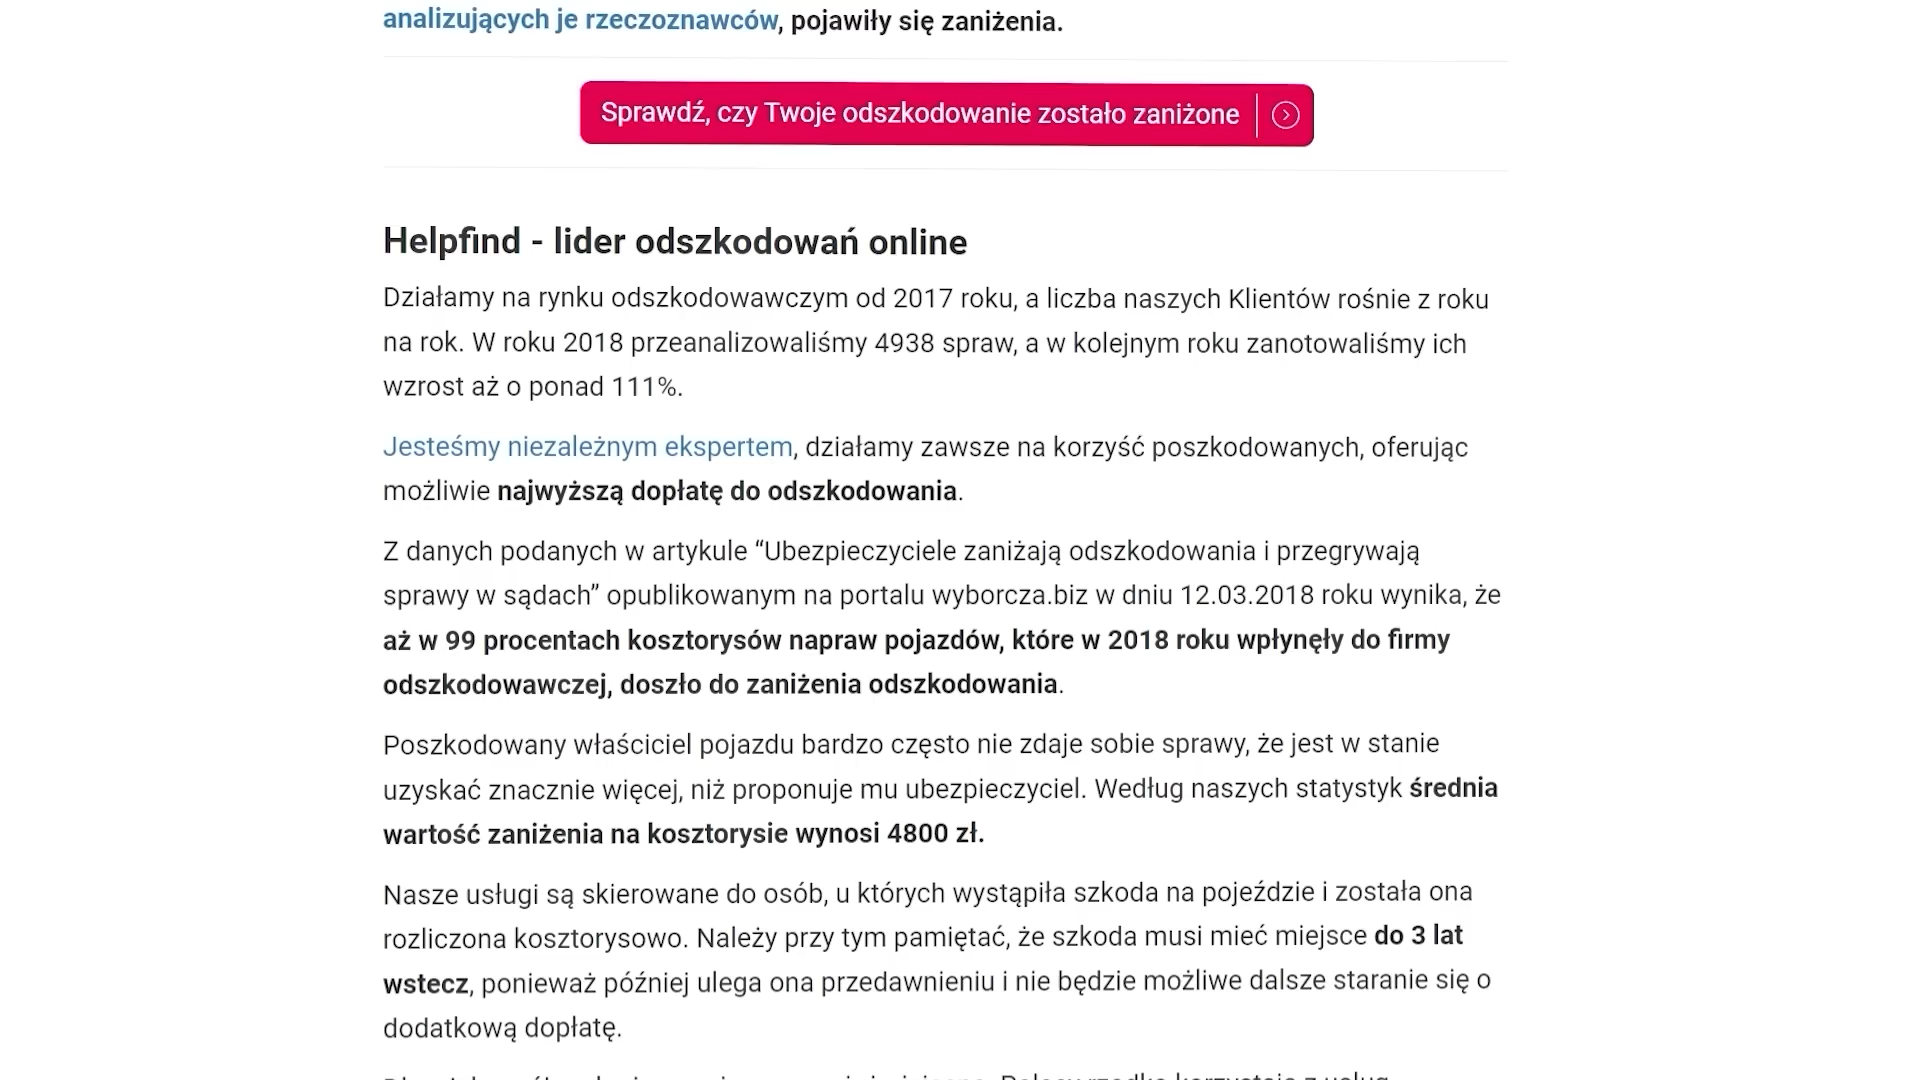 analizujących je rzeczoznawców, pojawiły się zaniżenia.
Sprawdź, czy Twoje odszkodowanie zostało zaniżone
Helpfind - lider odszkodowań online
Działamy na rynku odszkodowawczym od 2017 roku, a liczba naszych Klientów rośnie z roku
na rok. W roku 2018 przeanalizowaliśmy 4938 spraw, a w kolejnym roku zanotowaliśmy ich
wzrost aż o ponad 111%.
Jesteśmy niezależnym ekspertem, działamy zawsze na korzyść poszkodowanych, oferując
możliwie najwyższą dopłatę do odszkodowania.
Z danych podanych w artykule “Ubezpieczyciele zaniżają odszkodowania i przegrywają
sprawy w sądach” opublikowanym na portalu wyborcza.biz w dniu 12.03.2018 roku wynika, że
aż w 99 procentach kosztorysów napraw pojazdów, które w 2018 roku wpłynęły do firmy
odszkodowawczej, doszło do zaniżenia odszkodowania.
Poszkodowany właściciel pojazdu bardzo często nie zdaje sobie sprawy, że jest w stanie
uzyskać znacznie więcej, niż proponuje mu ubezpieczyciel. Według naszych statystyk średnia
wartość zaniżenia na kosztorysie wynosi 4800 zł.
Nasze usługi są skierowane do osób, u których wystąpiła szkoda na pojeździe i została ona
rozliczona kosztorysowo. Należy przy tym pamiętać, że szkoda musi mieć miejsce do 3 lat
wstecz, ponieważ później ulega ona przedawnieniu i nie będzie możliwe dalsze staranie się o
dodatkową dopłatę.